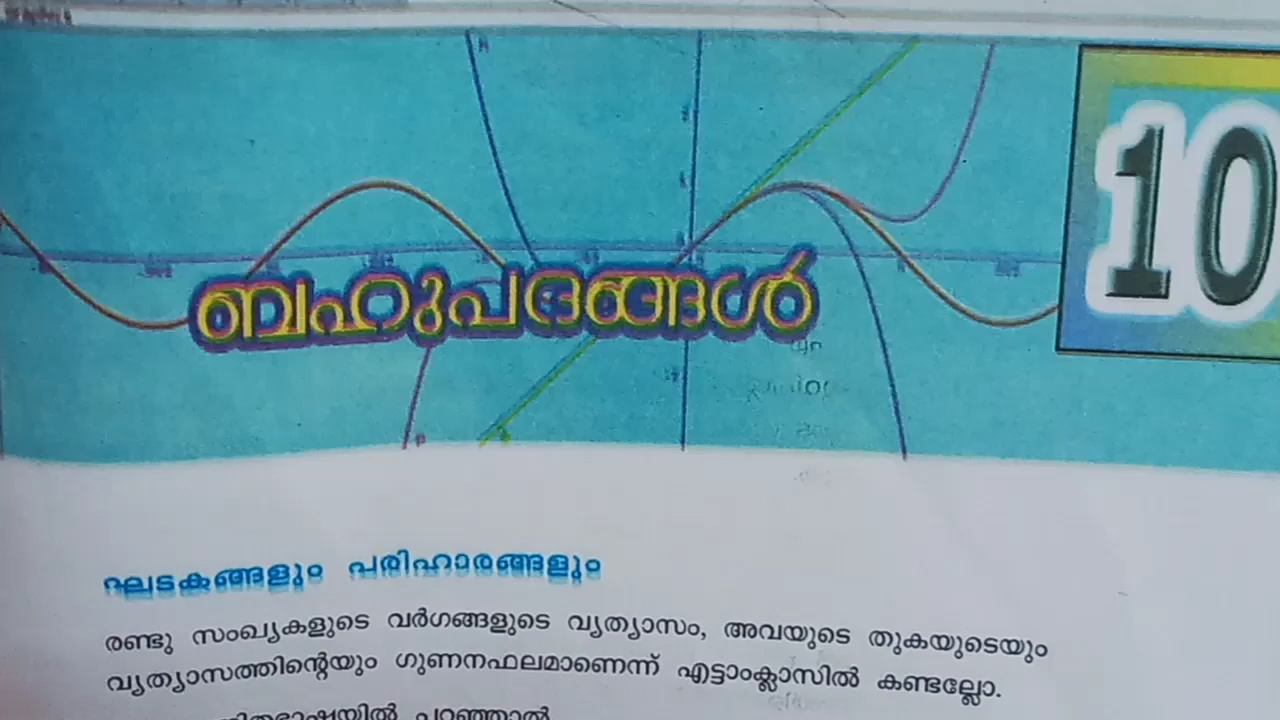 ബഹുപദങ്ങൾ
10
ഘടകങ്ങളും പരിഹാരങ്ങളും
രണ്ടു സംഖ്യകളുടെ വർഗങ്ങളുടെ വ്യത്യാസം, അവയുടെ തുകയുടെയും
വ്യത്യാസത്തിന്റെയും ഗുണനഫലമാണെന്ന് എട്ടാംക്ലാസിൽ കണ്ടല്ലോ.
പറഞ്ഞാൽ